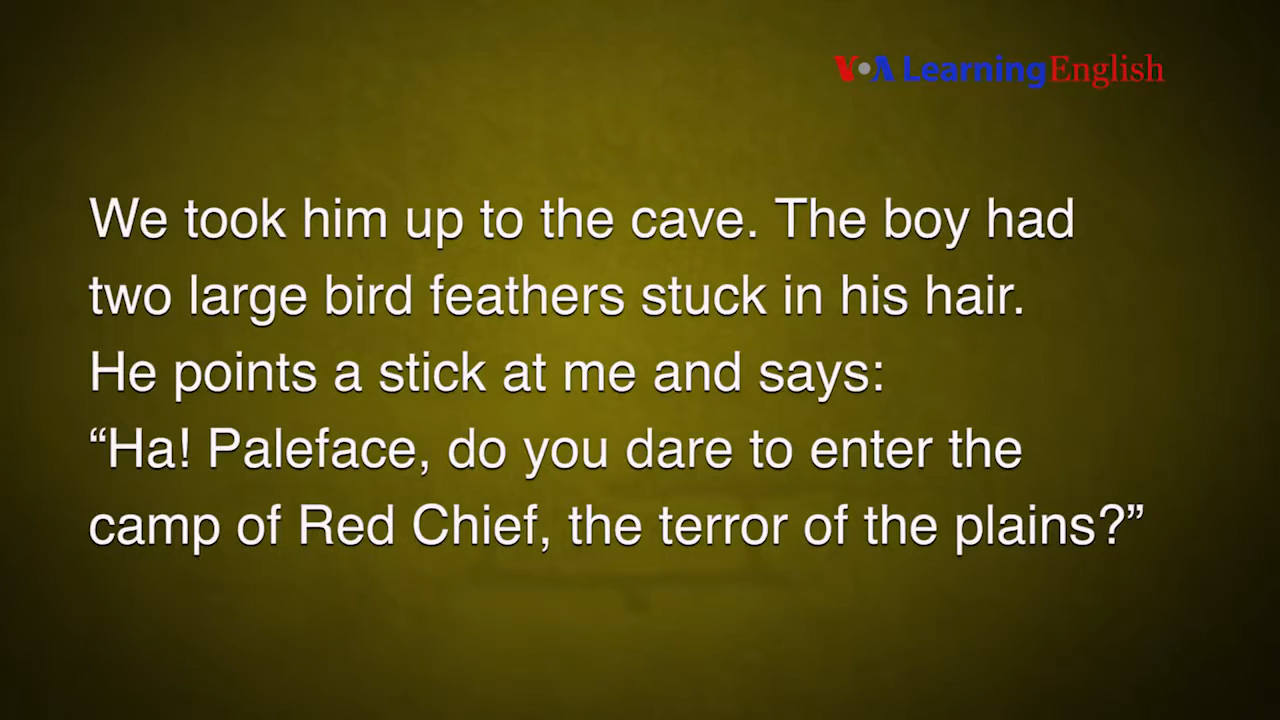 VOA Learning English
We took him up to the cave. The boy had
two large bird feathers stuck in his hair.
He points a stick at me and says:
“Ha! Paleface, do you dare to enter the
camp of Red Chief, the terror of the plains?”